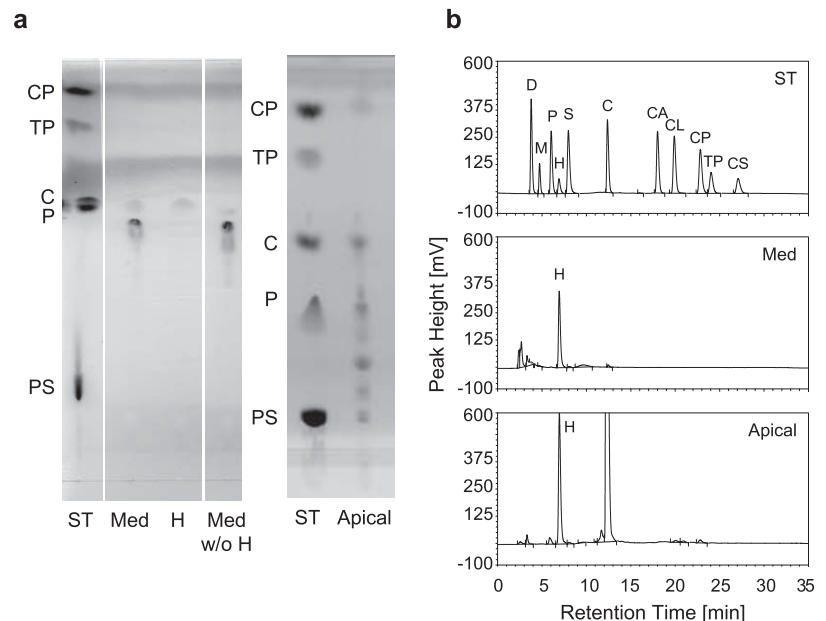 a
CP
TP
C
P
PS
ST
Med
H
Med
w/o H
CP
TP
C
P
PS
ST
Apical
b
Peak Height [mV]
600
375
250
125
-100
ST
D
M
P
H
S
C
CA
CL
CP
TP
CS
600
375
250
125
-100
Med
H
600
375
250
125
-100
Apical
H
0 5 10 15 20 25 30 35
Retention Time [min]